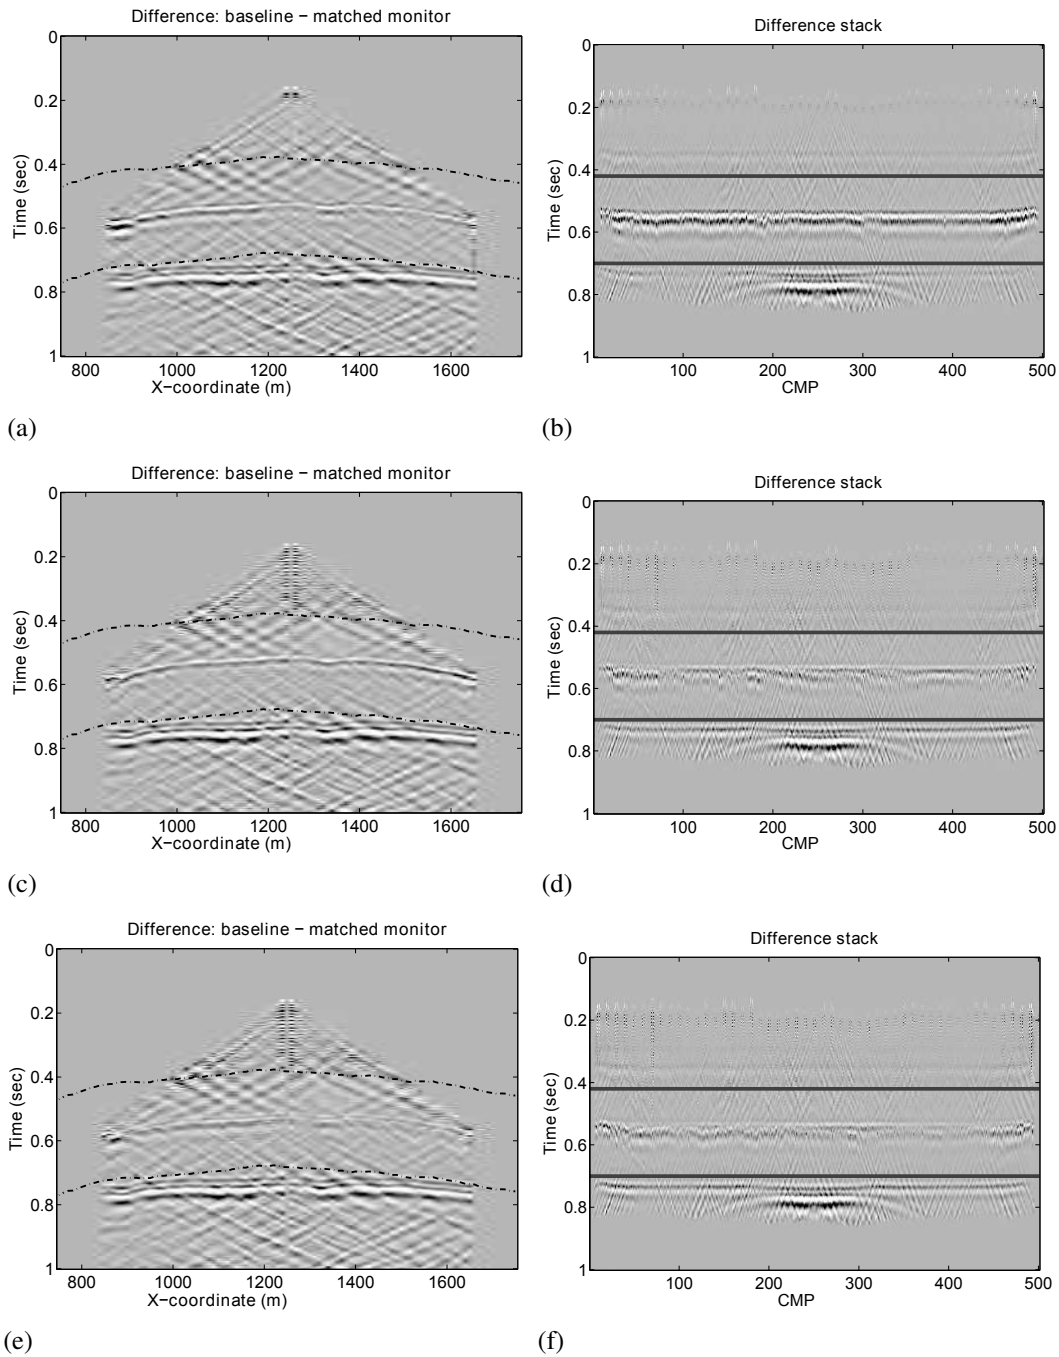 Difference: baseline − matched monitor
0
0.2
0.4
0.6
0.8
1
Time (sec)
800 1000 1200 1400 1600
X−coordinate (m)
(a)
Difference stack
0
0.2
0.4
0.6
0.8
1
Time (sec)
100 200 300 400 500
CMP
(b)
Difference: baseline − matched monitor
0
0.2
0.4
0.6
0.8
1
Time (sec)
800 1000 1200 1400 1600
X−coordinate (m)
(c)
Difference stack
0
0.2
0.4
0.6
0.8
1
Time (sec)
100 200 300 400 500
CMP
(d)
Difference: baseline − matched monitor
0
0.2
0.4
0.6
0.8
1
Time (sec)
800 1000 1200 1400 1600
X−coordinate (m)
(e)
Difference stack
0
0.2
0.4
0.6
0.8
1
Time (sec)
100 200 300 400 500
CMP
(f)